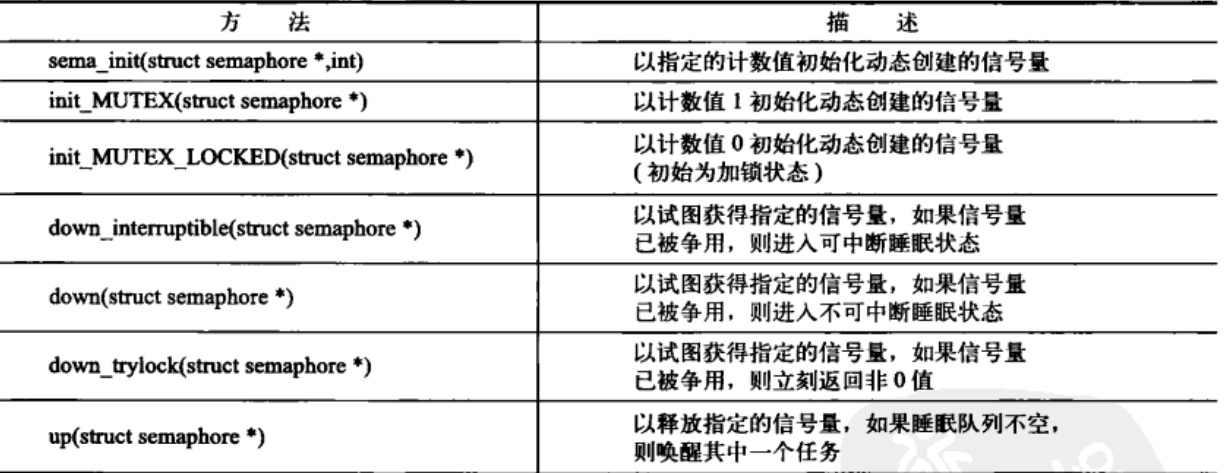 方 法 描 述
sema_init(struct semaphore *,int) 以指定的计数值初始化动态创建的信号量
init_MUTEX(struct semaphore *) 以计数值 1 初始化动态创建的信号量
init_MUTEX_LOCKED(struct semaphore *) 以计数值 0 初始化动态创建的信号量
(初始为加锁状态)
down_interruptible(struct semaphore *) 以试图获得指定的信号量，如果信号量
已被争用，则进入可中断睡眠状态
down(struct semaphore *) 以试图获得指定的信号量，如果信号量
已被争用，则进入不可中断睡眠状态
down_trylock(struct semaphore *) 以试图获得指定的信号量，如果信号量
已被争用，则立刻返回非 0 值
up(struct semaphore *) 以释放指定的信号量，如果睡眠队列不空，
则唤醒其中一个任务